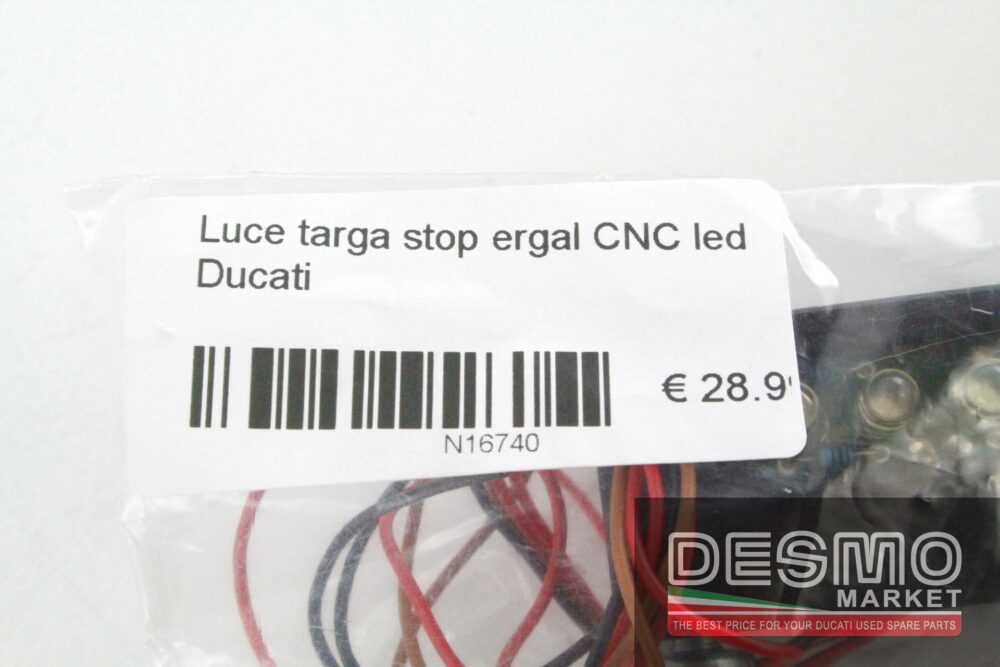 Luce targa stop ergal CNC led
Ducati
€ 28.9
N16740
DESMO
MARKET
THE BEST PRICE FOR YOUR DUCATI USED SPARE PARTS